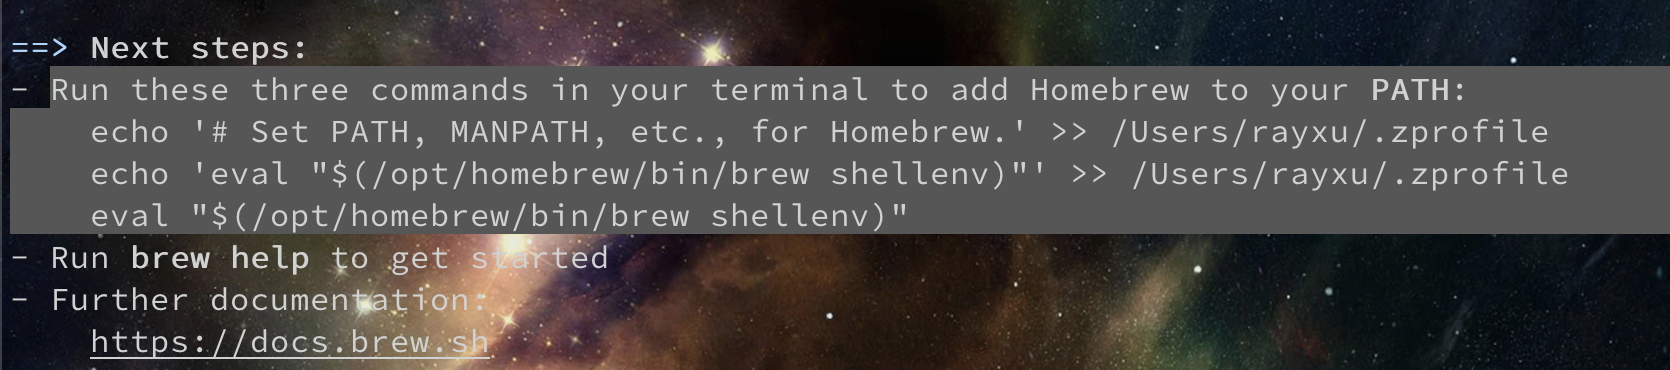 ==> Next steps:
- Run these three commands in your terminal to add Homebrew to your PATH:
echo '# Set PATH, MANPATH, etc., for Homebrew.' >> /Users/rayxu/.zprofile
echo 'eval "$(/opt/homebrew/bin/brew shellenv)"' >> /Users/rayxu/.zprofile
eval "$(/opt/homebrew/bin/brew shellenv)"
- Run brew help to get started
- Further documentation:
https://docs.brew.sh